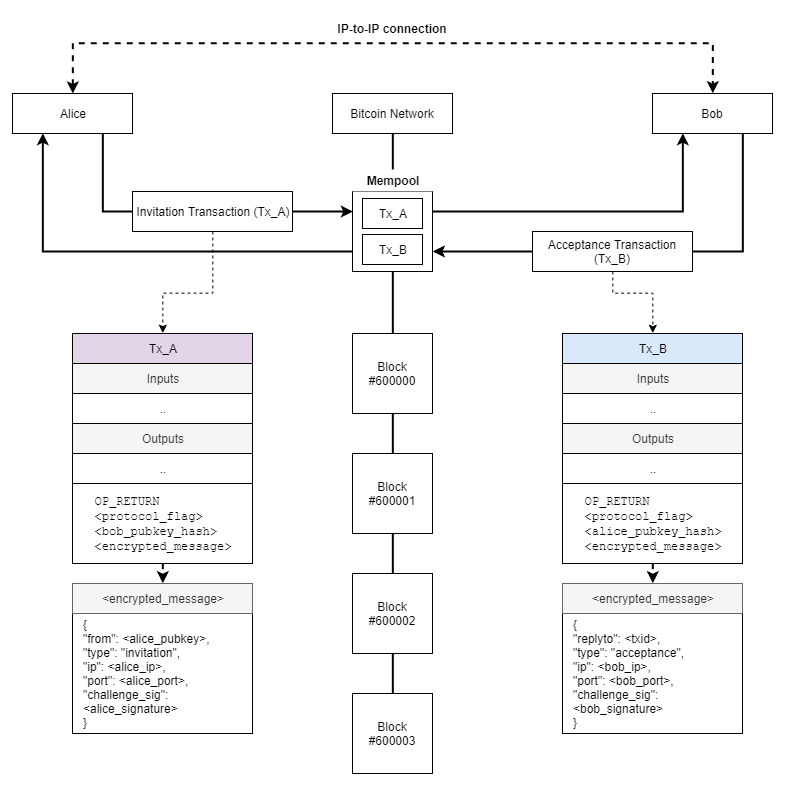 IP-to-IP connection
Alice
Bitcoin Network
Bob
Mempool
Invitation Transaction (Tx_A)
Tx_A
Tx_B
Acceptance Transaction
(Tx_B)
Tx_A
Inputs
..
Outputs
..
OP_RETURN
<protocol_flag>
<bob_pubkey_hash>
<encrypted_message>
<encrypted_message>
{
"from": <alice_pubkey>,
"type": "invitation",
"ip": <alice_ip>,
"port": <alice_port>,
"challenge_sig":
<alice_signature>
}
Block
#600000
Block
#600001
Block
#600002
Block
#600003
Tx_B
Inputs
..
Outputs
..
OP_RETURN
<protocol_flag>
<alice_pubkey_hash>
<encrypted_message>
<encrypted_message>
{
"replyto": <txid>,
"type": "acceptance",
"ip": <bob_ip>,
"port": <bob_port>,
"challenge_sig":
<bob_signature>
}